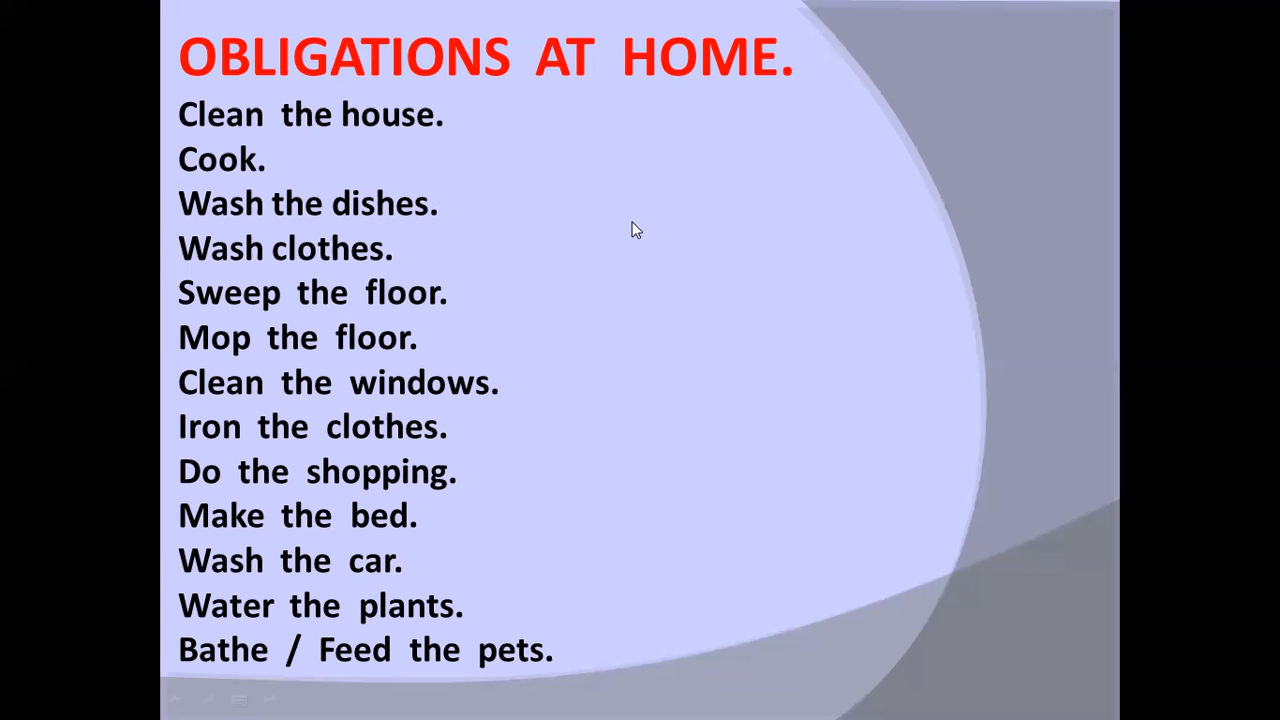 OBLIGATIONS AT HOME.
Clean the house.
Cook.
Wash the dishes.
Wash clothes.
Sweep the floor.
Mop the floor.
Clean the windows.
Iron the clothes.
Do the shopping.
Make the bed.
Wash the car.
Water the plants.
Bathe / Feed the pets.